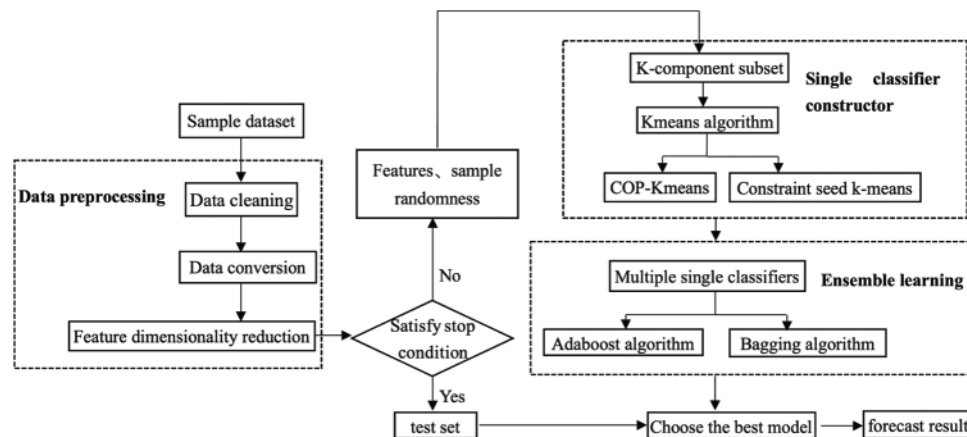 Sample dataset
Data preprocessing
Data cleaning
Data conversion
Feature dimensionality reduction
Features、sample
randomness
No
Satisfy stop
condition
Yes
test set
K-component subset
Single classifier
constructor
Kmeans algorithm
COP-Kmeans
Constraint seed k-means
Multiple single classifiers
Ensemble learning
Adaboost algorithm
Bagging algorithm
Choose the best model
forecast result